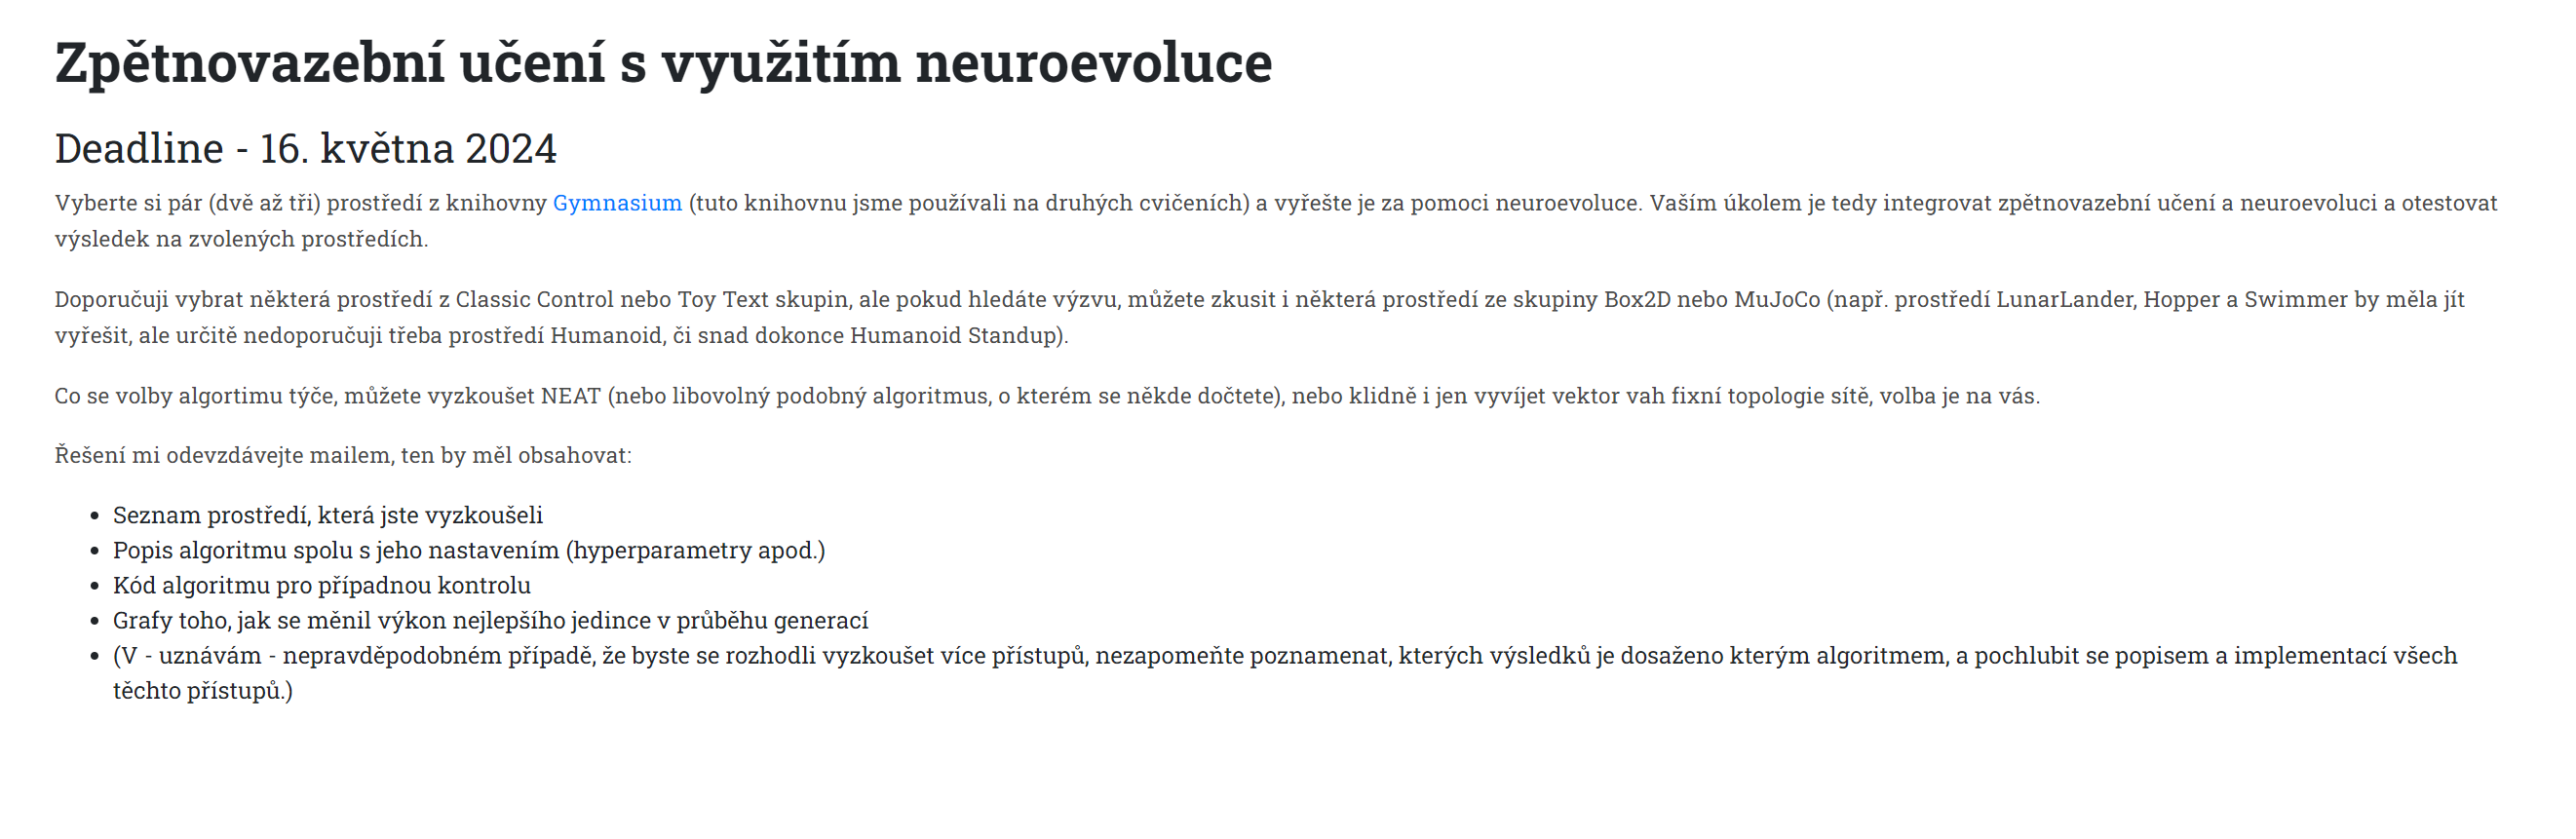 Zpětnovazební učení s využitím neuroevoluce
Deadline - 16. května 2024
Vyberte si pár (dvě až tři) prostředí z knihovny Gymnasium (tuto knihovnu jsme používali na druhých cvičeních) a vyřešte je za pomoci neuroevoluce. Vaším úkolem je tedy integrovat zpětnovazební učení a neuroevoluci a otestovat
výsledek na zvolených prostředích.
Doporučuji vybrat některá prostředí z Classic Control nebo Toy Text skupin, ale pokud hledáte výzvu, můžete zkusit i některá prostředí ze skupiny Box2D nebo MuJoCo (např. prostředí LunarLander, Hopper a Swimmer by měla jít
vyřešit, ale určitě nedoporučuji třeba prostředí Humanoid, či snad dokonce Humanoid Standup).
Co se volby algortimu týče, můžete vyzkoušet NEAT (nebo libovolný podobný algoritmus, o kterém se někde dočtete), nebo klidně i jen vyvíjet vektor vah fixní topologie sítě, volba je na vás.
Řešení mi odevzdávejte mailem, ten by měl obsahovat:
• Seznam prostředí, která jste vyzkoušeli
• Popis algoritmu spolu s jeho nastavením (hyperparametry apod.)
• Kód algoritmu pro případnou kontrolu
• Grafy toho, jak se měnil výkon nejlepšího jedince v průběhu generací
• (V - uznávám - nepravděpodobném případě, že byste se rozhodli vyzkoušet více přístupů, nezapomeňte poznamenat, kterých výsledků je dosaženo kterým algoritmem, a pochlubit se popisem a implementací všech
těchto přístupů.)